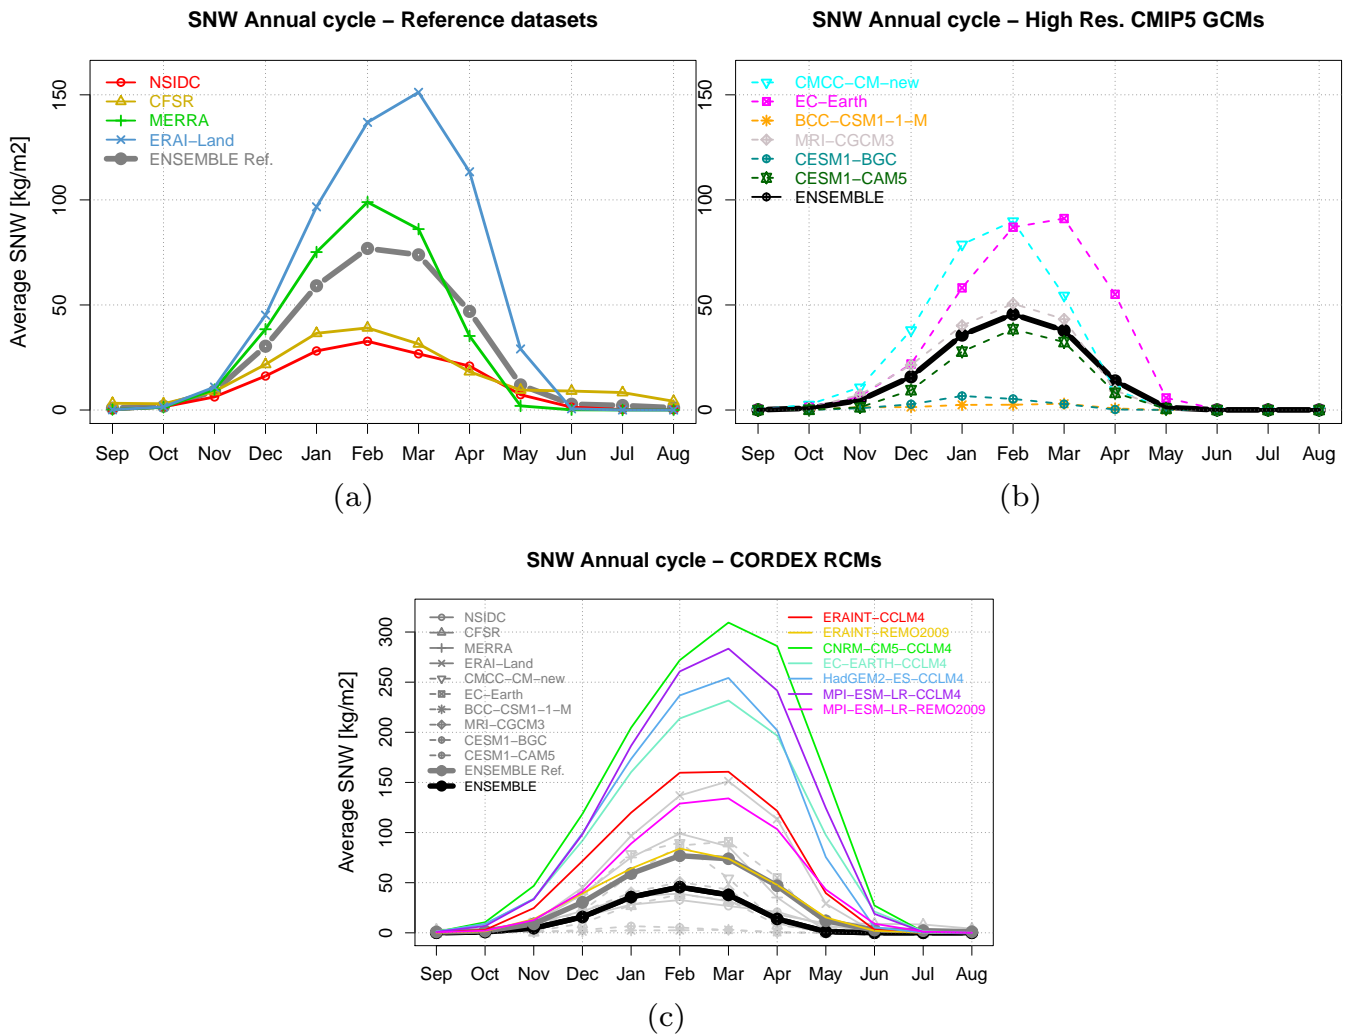 SNW Annual cycle – Reference datasets
NSIDC
CFSR
MERRA
ERAI–Land
ENSEMBLE Ref.
Average SNW [kg/m2]
150
100
50
0
Sep Oct Nov Dec Jan Feb Mar Apr May Jun Jul Aug
(a)
SNW Annual cycle – High Res. CMIP5 GCMs
CMCC–CM–new
EC–Earth
BCC–CSM1–1–M
MRI–CGCM3
CESM1–BGC
CESM1–CAM5
ENSEMBLE
150
100
50
0
Sep Oct Nov Dec Jan Feb Mar Apr May Jun Jul Aug
(b)
SNW Annual cycle – CORDEX RCMs
NSIDC
CFSR
MERRA
ERAI–Land
CMCC–CM–new
EC–Earth
BCC–CSM1–1–M
MRI–CGCM3
CESM1–BGC
CESM1–CAM5
ENSEMBLE Ref.
ENSEMBLE
ERAINT–CCLM4
ERAINT–REMO2009
CNRM–CM5–CCLM4
EC–EARTH–CCLM4
HadGEM2–ES–CCLM4
MPI–ESM–LR–CCLM4
MPI–ESM–LR–REMO2009
Average SNW [kg/m2]
300
250
200
150
100
50
0
Sep Oct Nov Dec Jan Feb Mar Apr May Jun Jul Aug
(c)